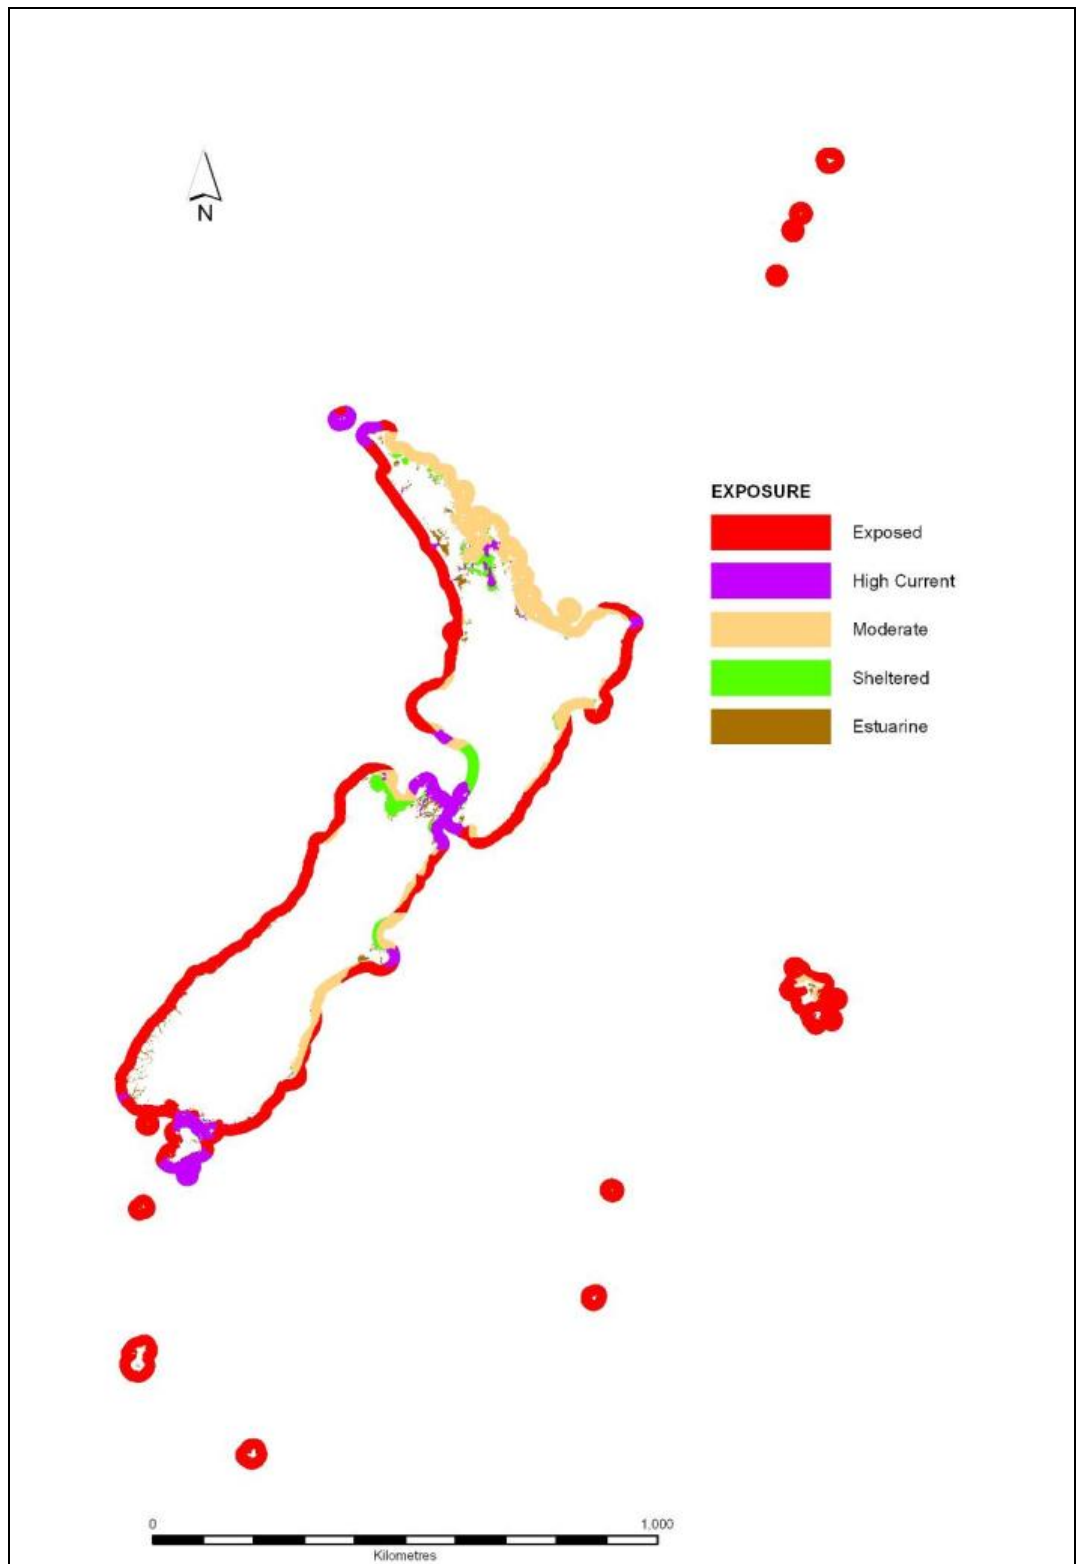 N
EXPOSURE
Exposed
High Current
Moderate
Sheltered
Estuarine
0 1,000
Kilometres